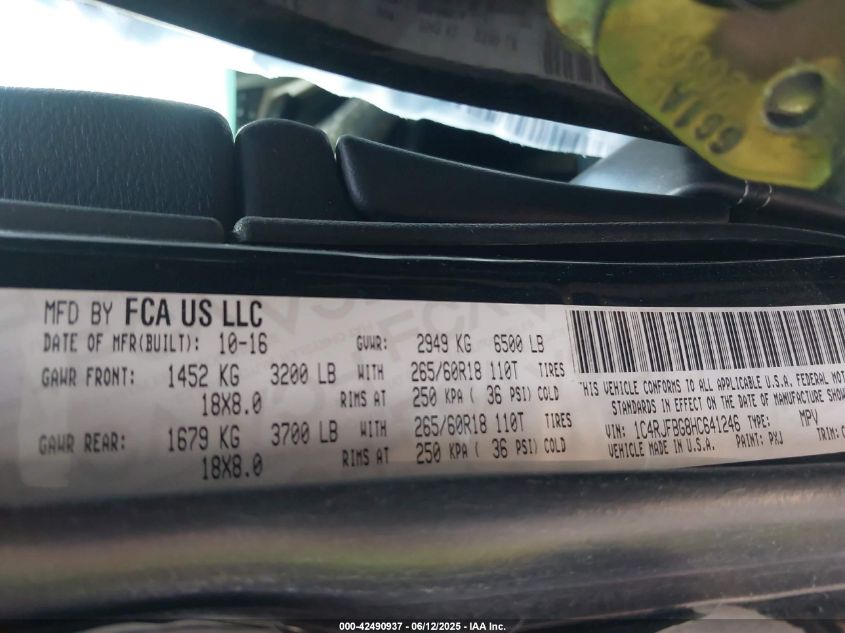 661A
MFD BY FCA US LLC
DATE OF MFR(BUILT): 10-16 GVWR: 2949 KG 6500 LB
GAWR FRONT: 1452 KG 3200 LB WITH 265/60R18 110T TIRES
18X8.0 RIMS AT 250 KPA ( 36 PSI) COLD
GAWR REAR: 1679 KG 3700 LB WITH 265/60R18 110T TIRES
18X8.0 RIMS AT 250 KPA ( 36 PSI) COLD
THIS VEHICLE CONFORMS TO ALL APPLICABLE U.S.A. FEDERAL MOTO
STANDARDS IN EFFECT ON THE DATE OF MANUFACTURE SHOW
VIN: 1C4RJFBG8HC841246 TYPE: MPV
VEHICLE MADE IN U.S.A. PAINT: PXJ TRIM:
000-42490937 - 06/12/2025 - IAA Inc.